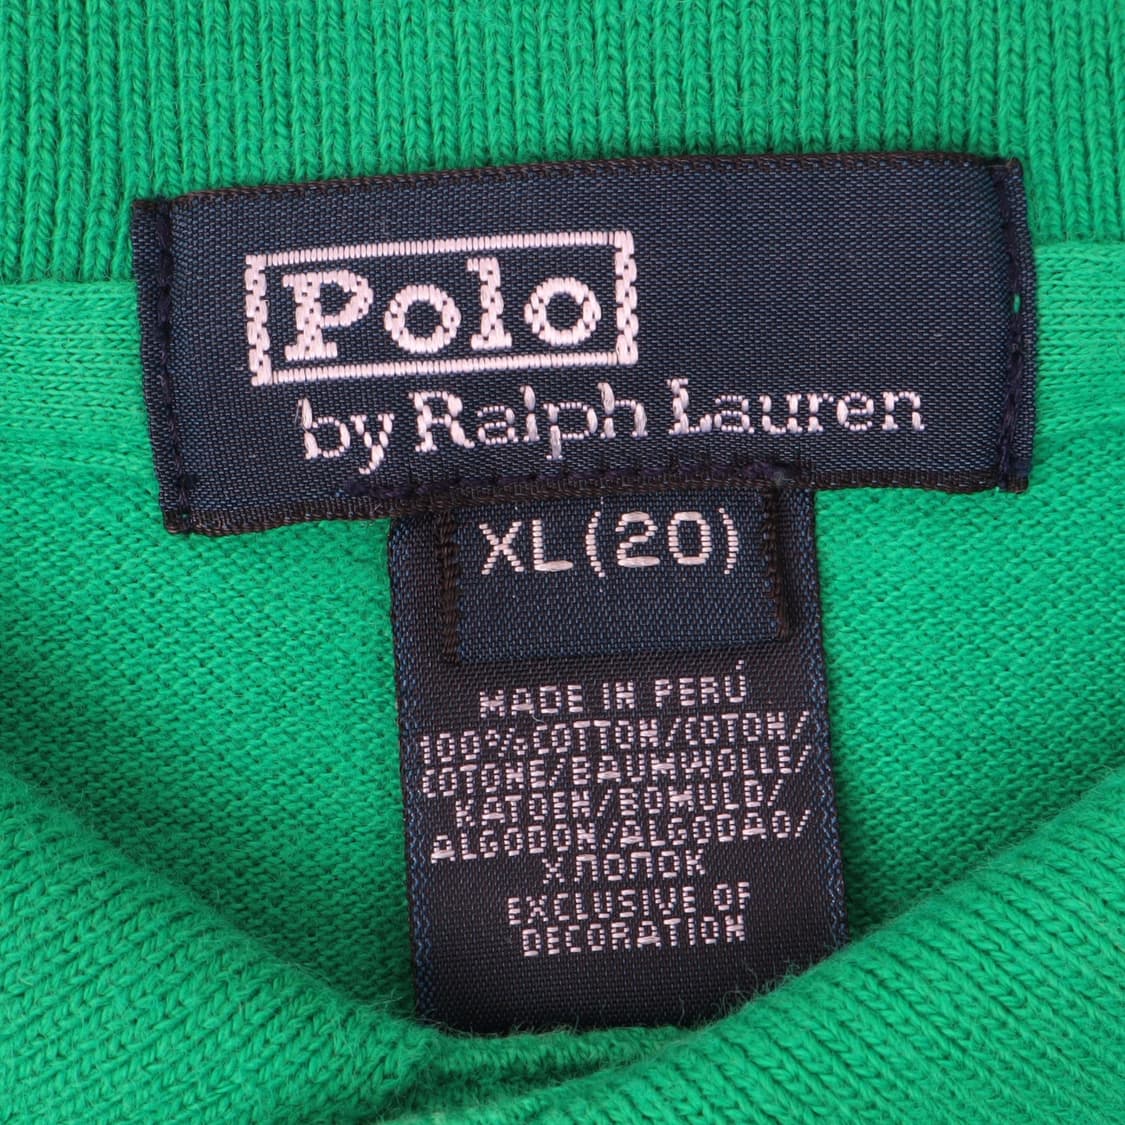 Polo
by Ralph Lauren
XL (20)
MADE IN PERÚ
100%COTTON/COTON/
COTONE/BAUMWOLLE/
KATOEN/BOMULD/
ALGODON/ALGODAO/
ХЛОПОК
EXCLUSIVE OF
DECORATION